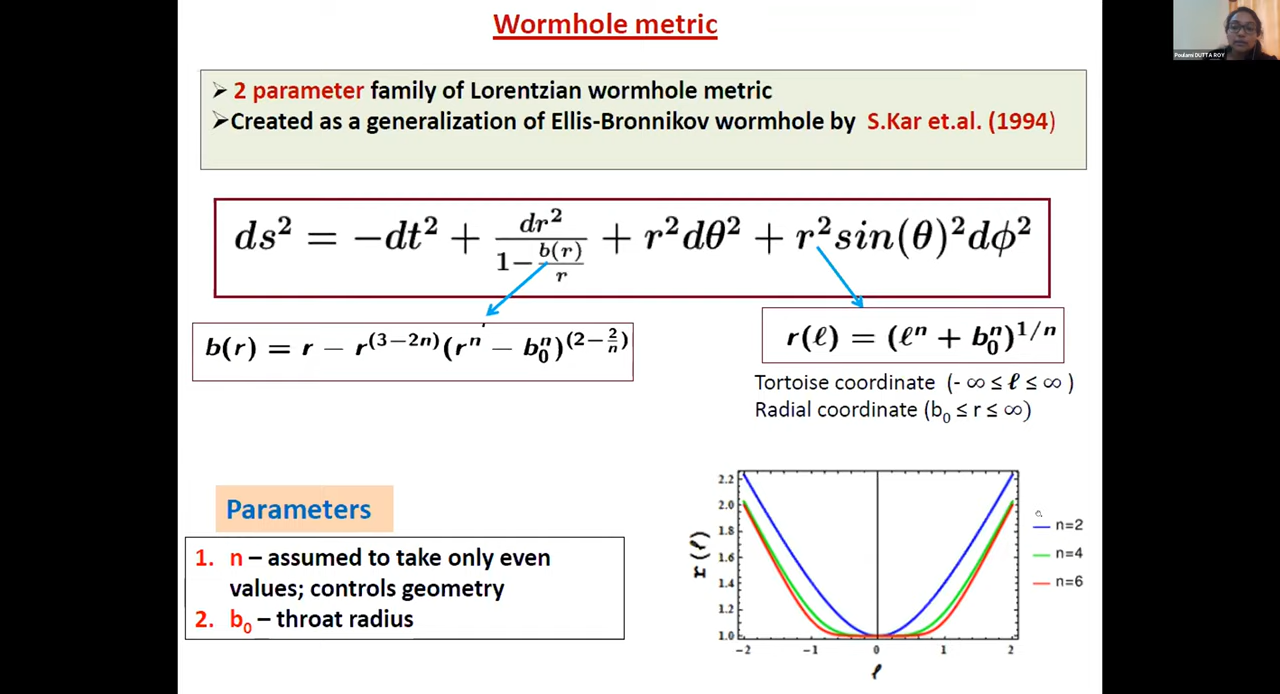 Wormhole metric
Poulami DUTTA ROY
➢ 2 parameter family of Lorentzian wormhole metric
➢Created as a generalization of Ellis-Bronnikov wormhole by S.Kar et.al. (1994)
ds² = −dt² + dr²/(1−b(r)/r) + r²dθ² + r²sin(θ)²dϕ²
b(r) = r − r^(3−2n)(r^n − b₀^n)^(2−2/n)
r(ℓ) = (ℓ^n + b₀^n)^1/n
Tortoise coordinate (- ∞ ≤ ℓ ≤ ∞ )
Radial coordinate (b₀ ≤ r ≤ ∞)
Parameters
1. n – assumed to take only even
values; controls geometry
2. b₀ – throat radius
r(ℓ)
2.2
2.0
1.8
1.6
1.4
1.2
1.0
−2 −1 0 1 2
ℓ
n=2
n=4
n=6